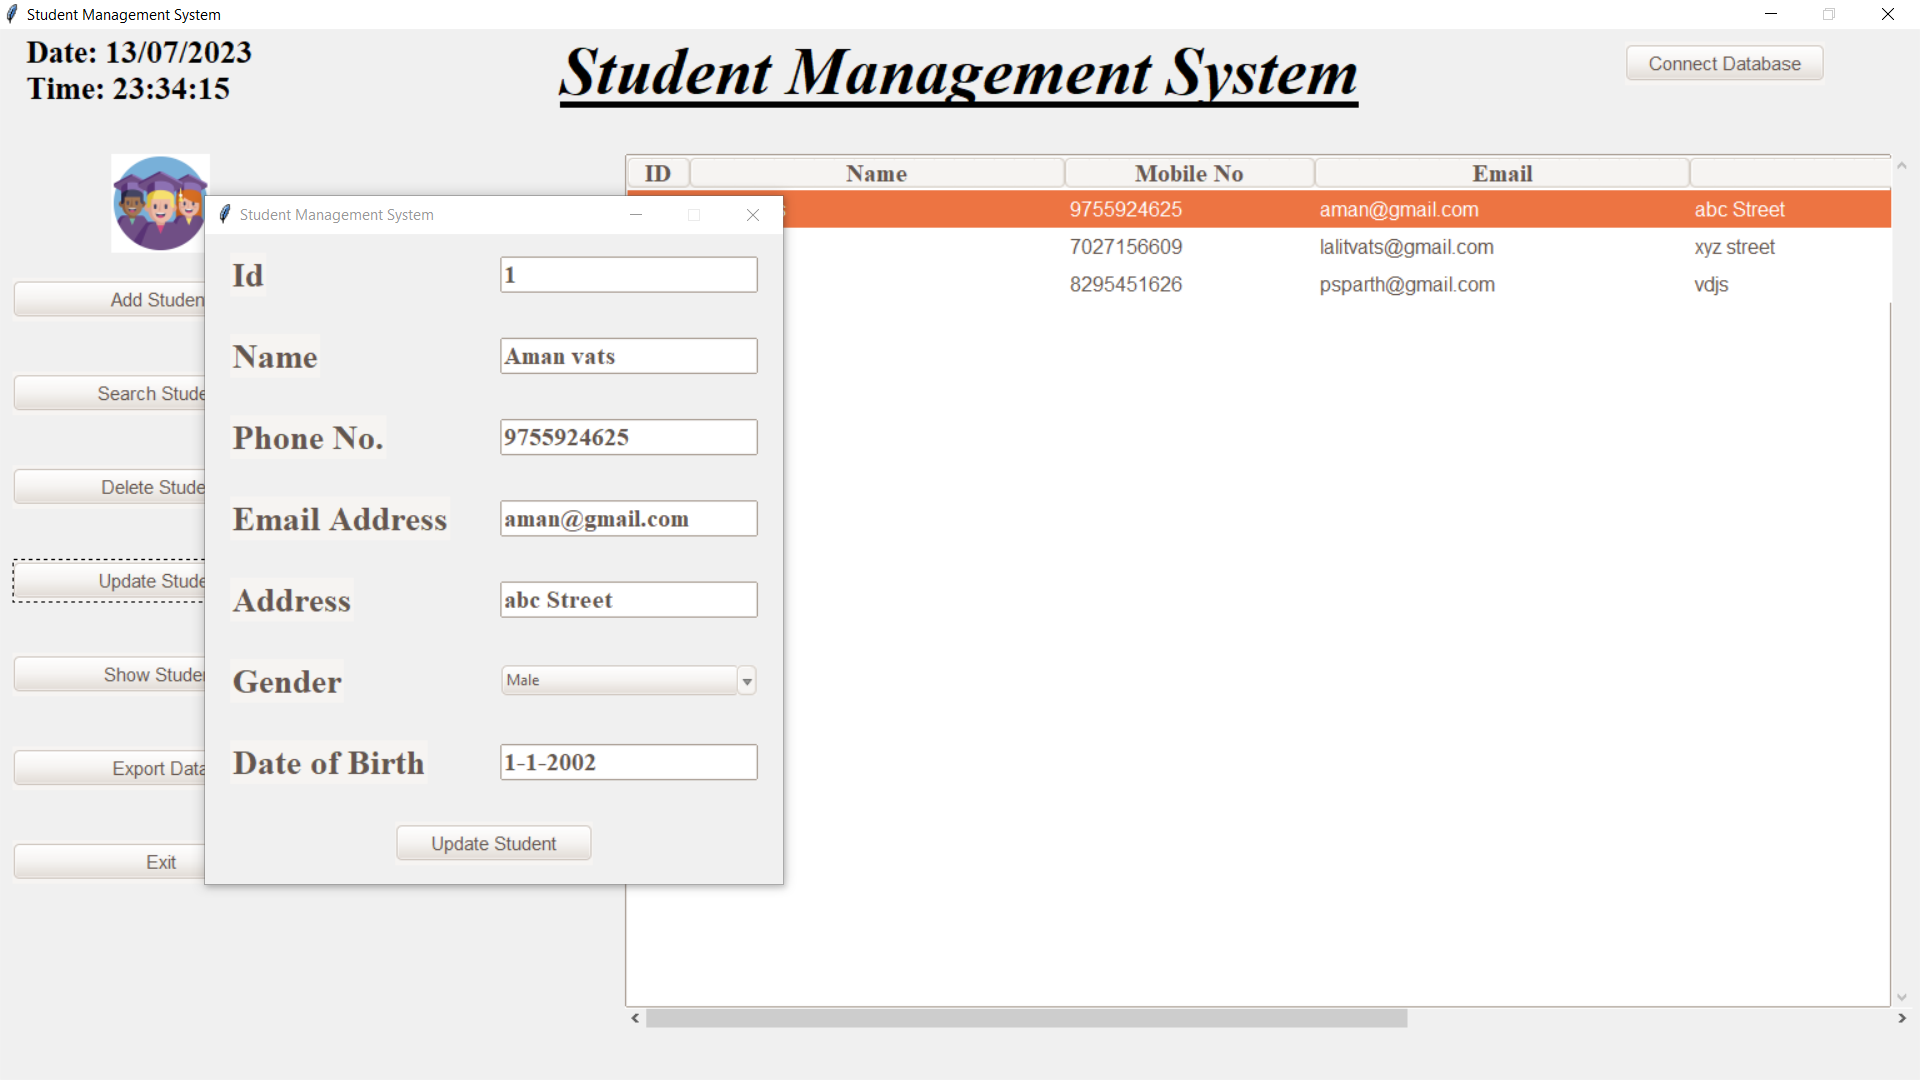 Student Management System
Date: 13/07/2023
Time: 23:34:15
Student Management System
Connect Database
ID Name Mobile No Email
9755924625 aman@gmail.com abc Street
7027156609 lalitvats@gmail.com xyz street
8295451626 psparth@gmail.com vdjs
Add Studen
Search Stude
Delete Stude
Update Stude
Show Studen
Export Data
Exit
Student Management System
Id 1
Name Aman vats
Phone No. 9755924625
Email Address aman@gmail.com
Address abc Street
Gender Male
Date of Birth 1-1-2002
Update Student